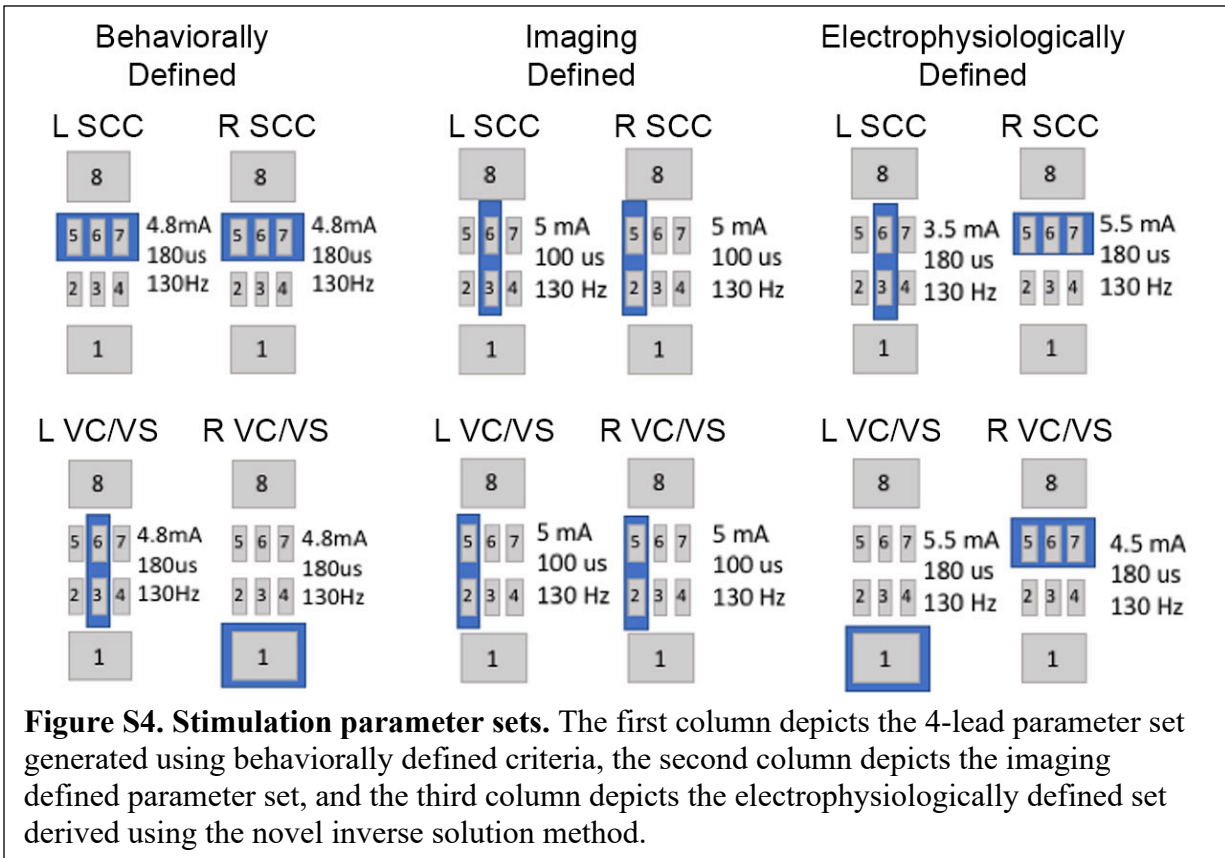 Behaviorally
Defined
Imaging
Defined
Electrophysiologically
Defined
L SCC
R SCC
L SCC
R SCC
L SCC
R SCC
8
5 6 7
4.8mA
180us
130Hz
2 3 4
1
8
5 6 7
4.8mA
180us
130Hz
2 3 4
1
8
5 6 7
5 mA
100 us
130 Hz
2 3 4
1
8
5 6 7
5 mA
100 us
130 Hz
2 3 4
1
8
5 6 7
3.5 mA
180 us
130 Hz
2 3 4
1
8
5 6 7
5.5 mA
180 us
130 Hz
2 3 4
1
L VC/VS
R VC/VS
L VC/VS
R VC/VS
L VC/VS
R VC/VS
8
5 6 7
4.8mA
180us
130Hz
2 3 4
1
8
5 6 7
4.8mA
180us
130Hz
2 3 4
1
8
5 6 7
5 mA
100 us
130 Hz
2 3 4
1
8
5 6 7
5 mA
100 us
130 Hz
2 3 4
1
8
5 6 7
5.5 mA
180 us
130 Hz
2 3 4
1
8
5 6 7
4.5 mA
180 us
130 Hz
2 3 4
1
Figure S4. Stimulation parameter sets. The first column depicts the 4-lead parameter set
generated using behaviorally defined criteria, the second column depicts the imaging
defined parameter set, and the third column depicts the electrophysiologically defined set
derived using the novel inverse solution method.